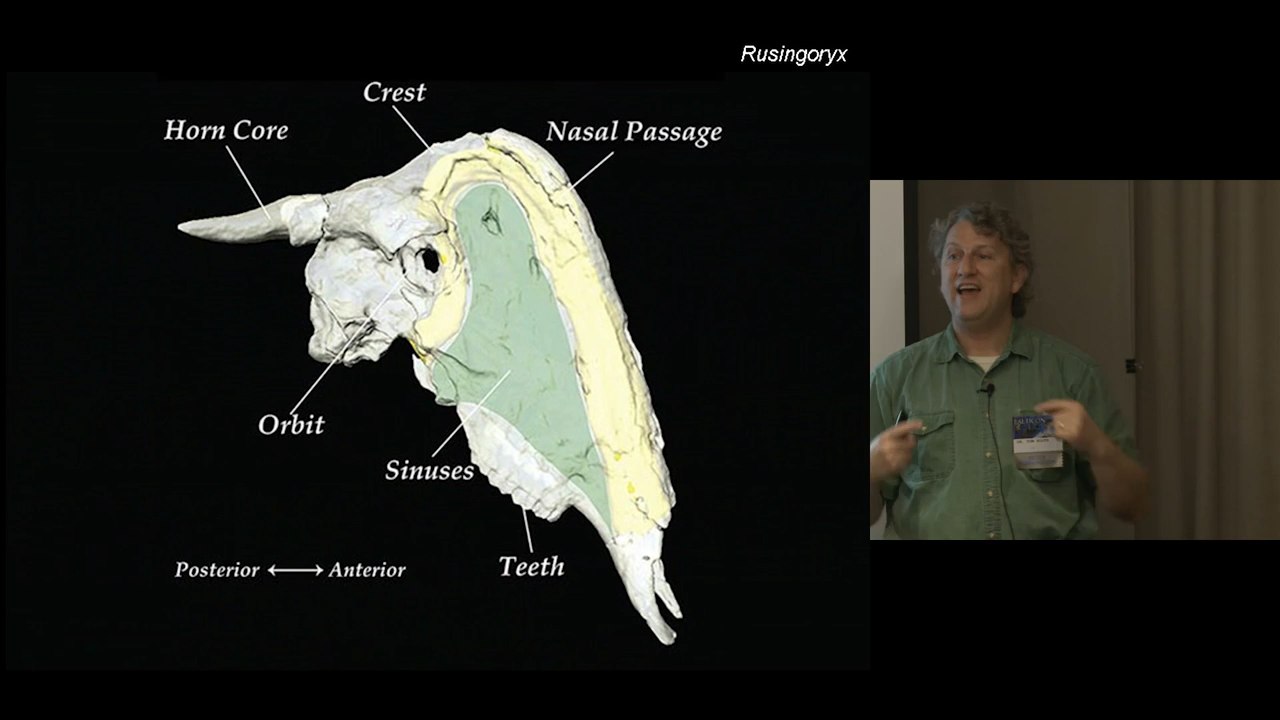 Rusingoryx
Crest
Horn Core
Nasal Passage
Orbit
Sinuses
Posterior ⟷ Anterior
Teeth